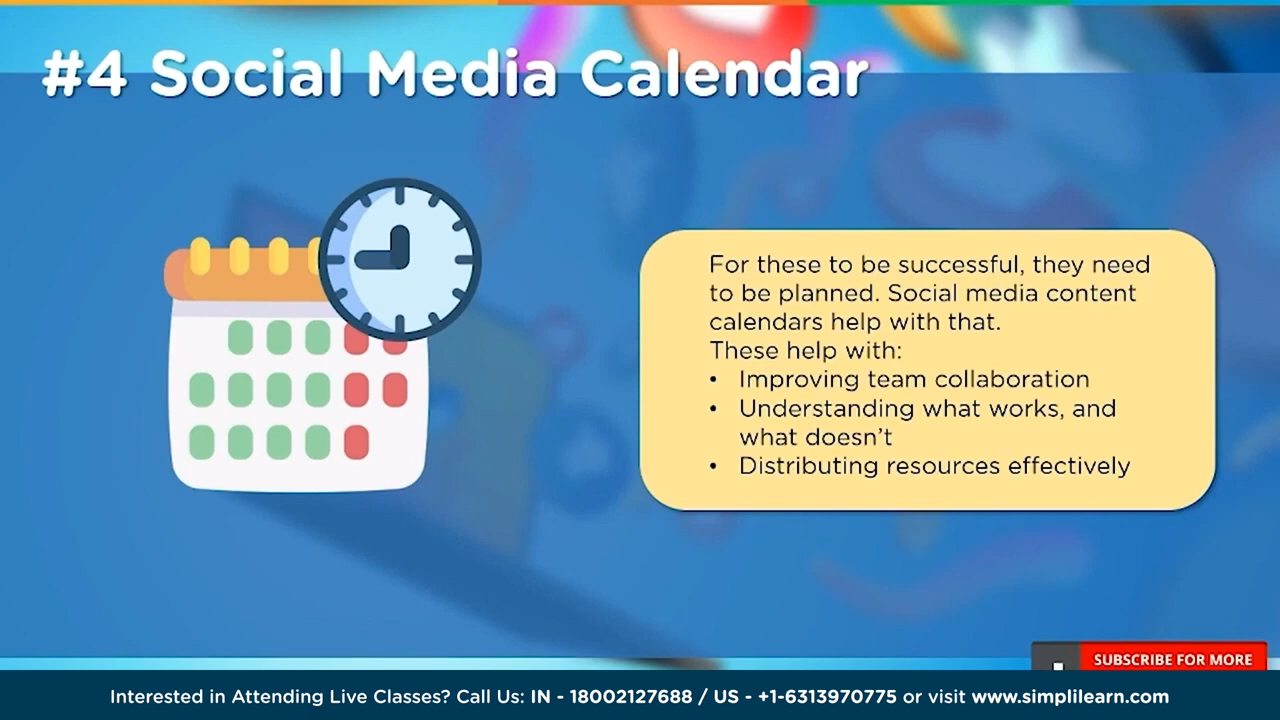 #4 Social Media Calendar
For these to be successful, they need
to be planned. Social media content
calendars help with that.
These help with:
• Improving team collaboration
• Understanding what works, and
what doesn't
• Distributing resources effectively
SUBSCRIBE FOR MORE
Interested in Attending Live Classes? Call Us: IN - 18002127688 / US - +1-6313970775 or visit www.simplilearn.com